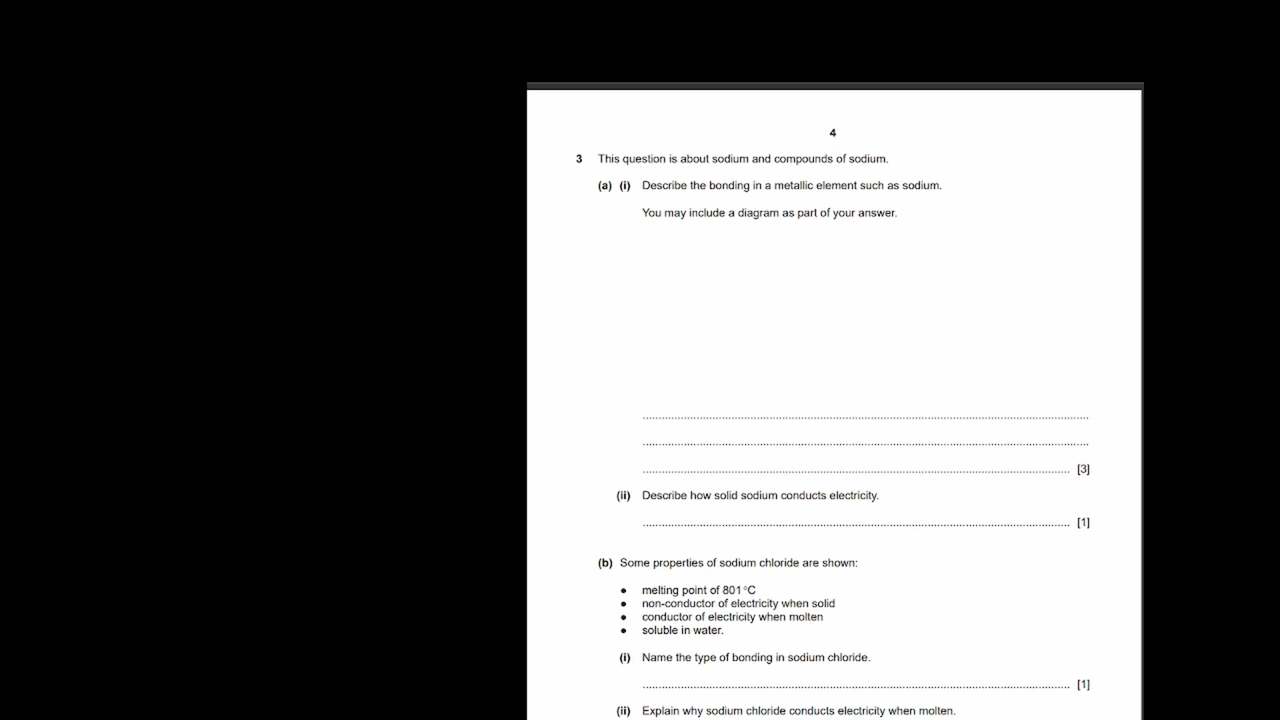 4
3 This question is about sodium and compounds of sodium.
(a) (i) Describe the bonding in a metallic element such as sodium.
You may include a diagram as part of your answer.
[3]
(ii) Describe how solid sodium conducts electricity.
[1]
(b) Some properties of sodium chloride are shown:
● melting point of 801 °C
● non-conductor of electricity when solid
● conductor of electricity when molten
● soluble in water.
(i) Name the type of bonding in sodium chloride.
[1]
(ii) Explain why sodium chloride conducts electricity when molten.